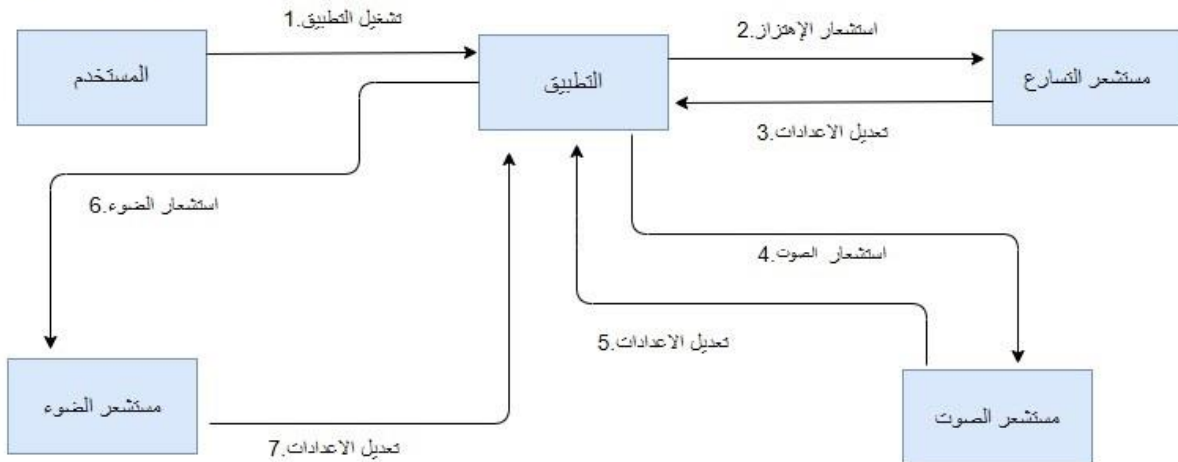 المستخدم
1.تشغيل التطبيق
التطبيق
2.استشعار الإهتزاز
مستشعر التسارع
3.تعديل الاعدادات
4.استشعار الصوت
مستشعر الصوت
5.تعديل الاعدادات
6.استشعار الضوء
مستشعر الضوء
7.تعديل الاعدادات